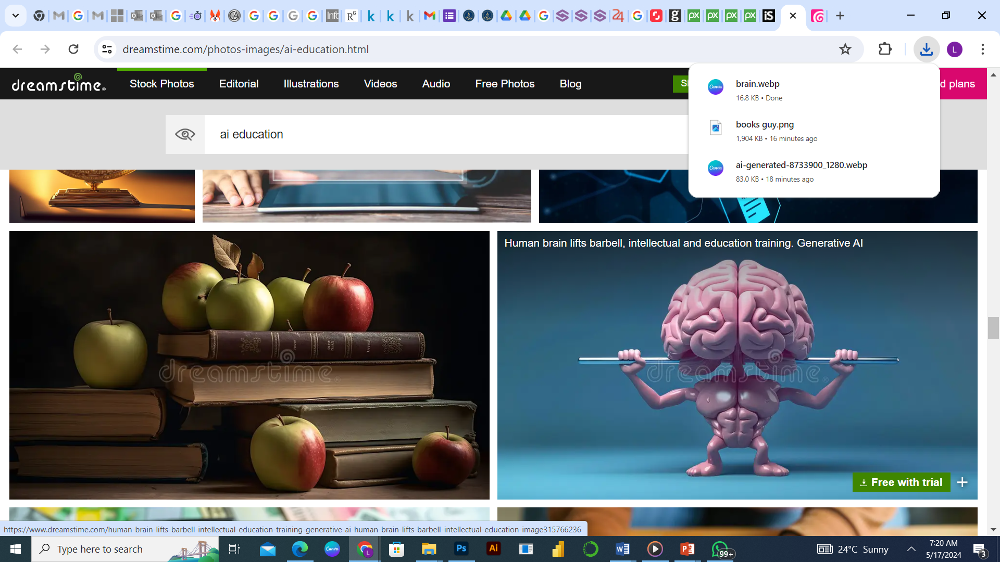 dreamstime.com/photos-images/ai-education.html
L
dreamstime®
Stock Photos
Editorial
Illustrations
Videos
Audio
Free Photos
Blog
Si
d plans
brain.webp
16.8 KB • Done
books guy.png
1,904 KB • 16 minutes ago
ai-generated-8733900_1280.webp
83.0 KB • 18 minutes ago
ai education
Human brain lifts barbell, intellectual and education training. Generative AI
dreamstime®
dreamstime®
Free with trial
https://www.dreamstime.com/human-brain-lifts-barbell-intellectual-education-training-generative-ai-human-brain-lifts-barbell-intellectual-education-image315766236
Type here to search
Canva
Ps
Ai
99+
24°C Sunny
7:20 AM
5/17/2024
3